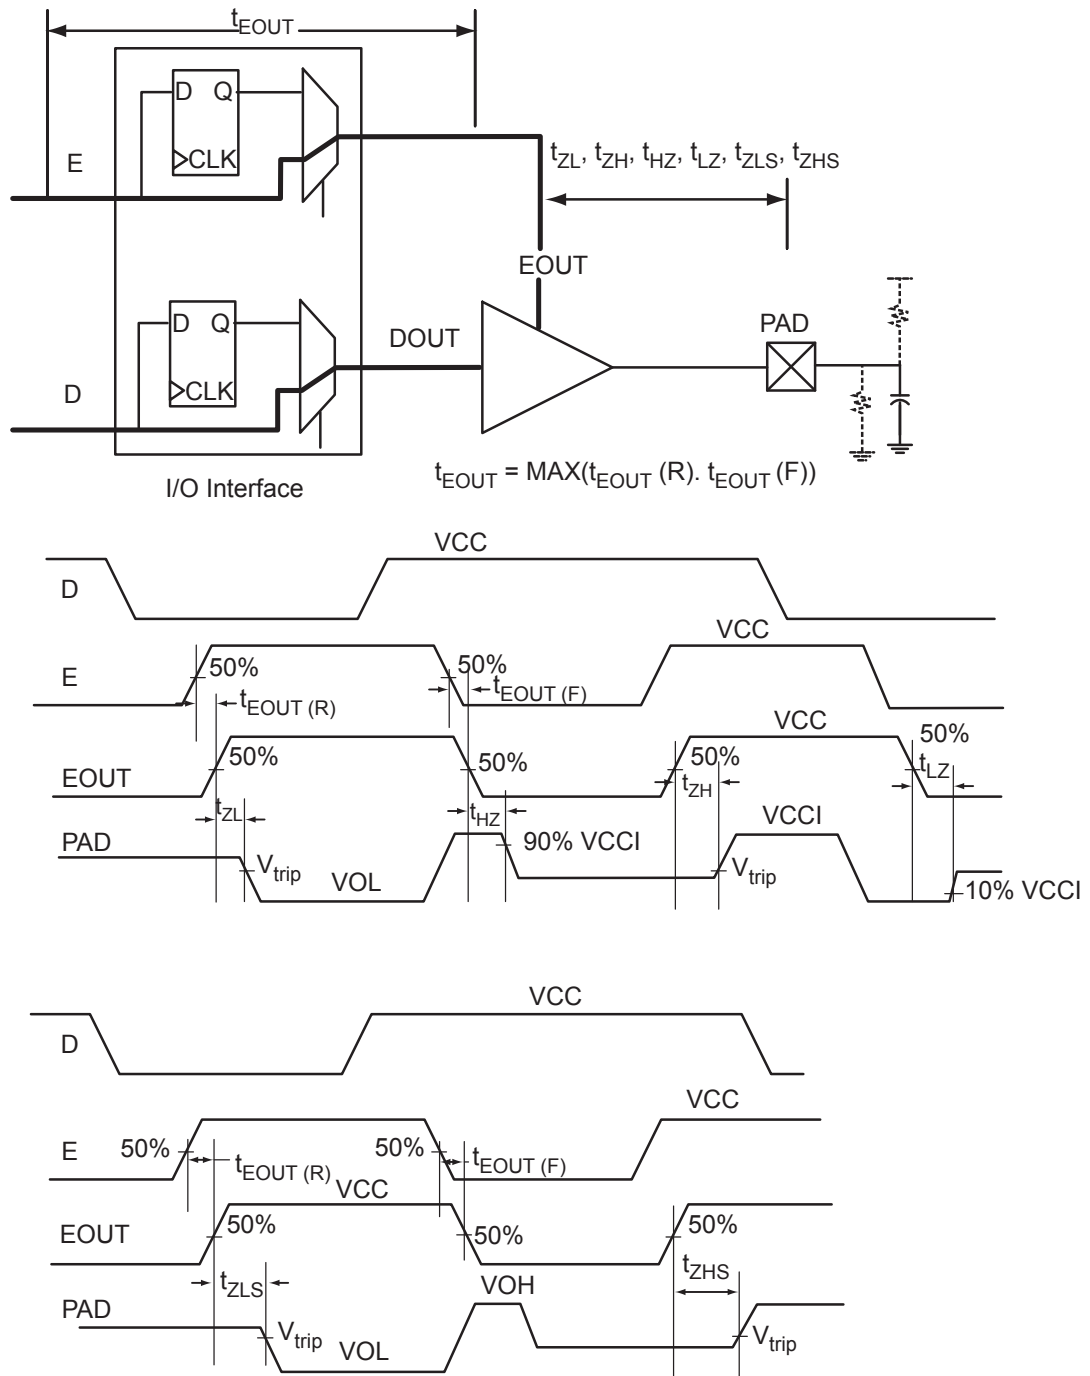 tEOUT
D Q
CLK
E
tZL, tZH, tHZ, tLZ, tZLS, tZHS
EOUT
D Q
CLK
D
DOUT
PAD
I/O Interface
tEOUT = MAX(tEOUT (R). tEOUT (F))
VCC
D
VCC
E
50%
50%
tEOUT (R)
tEOUT (F)
VCC
50%
EOUT
50%
50%
50%
tLZ
tZH
tZL
tHZ
VCCI
PAD
90% VCCI
Vtrip
VOL
Vtrip
10% VCCI
VCC
D
VCC
E
50%
50%
tEOUT (R)
tEOUT (F)
VCC
EOUT
50%
50%
50%
tZLS
VOH
tZHS
PAD
Vtrip
VOL
Vtrip